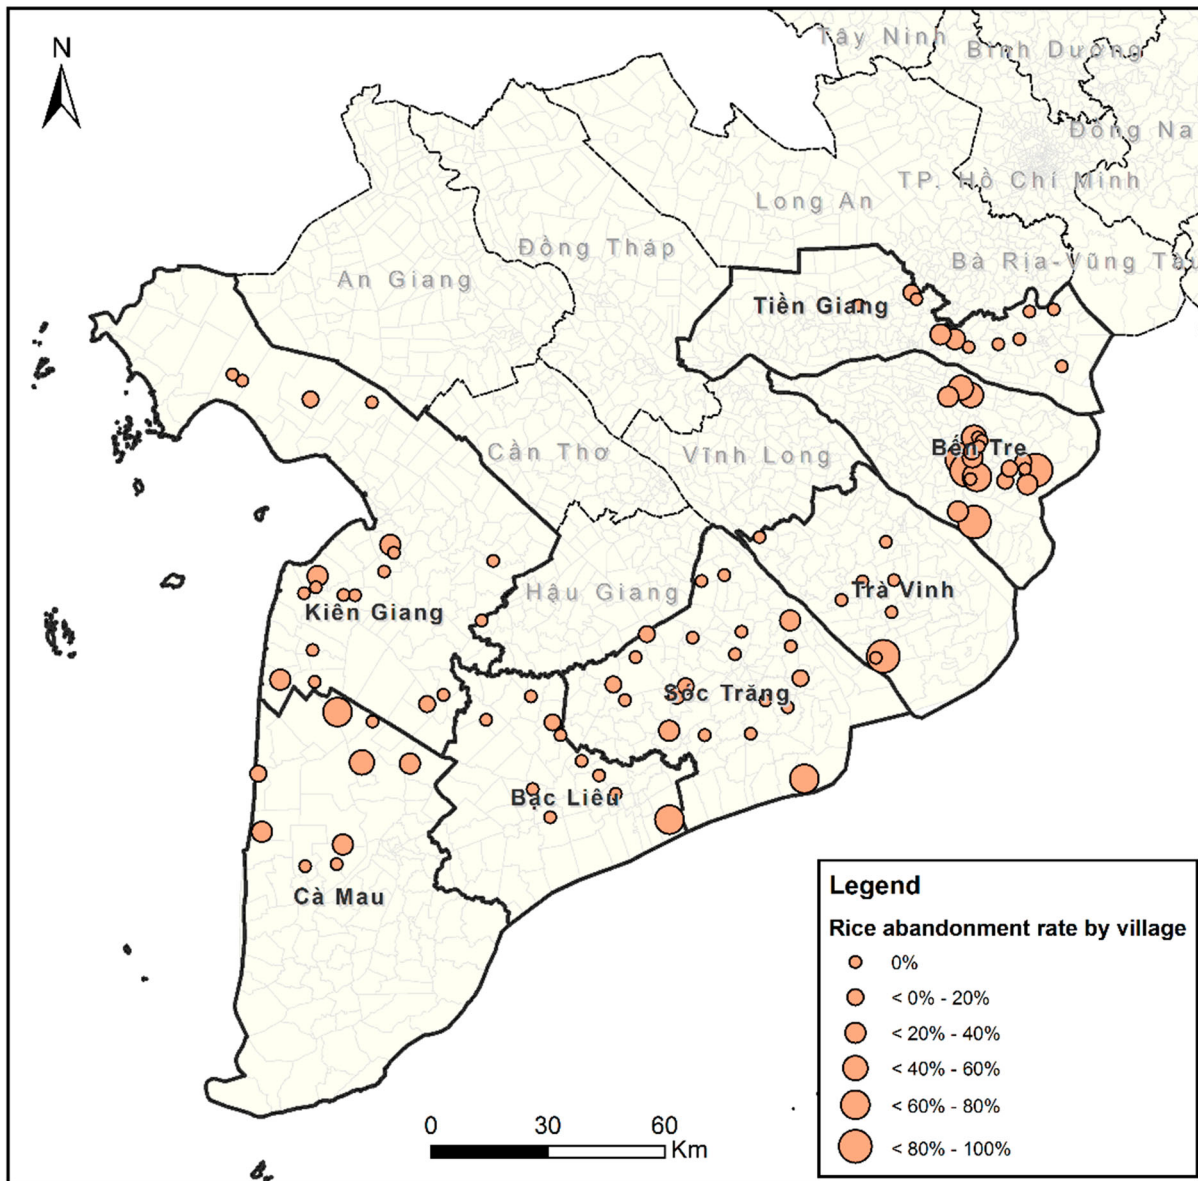 N
Tây Ninh
Bình Dương
Đồng Na
TP. Hồ Chí Minh
Long An
Đồng Tháp
Bà Rịa-Vũng Tàu
An Giang
Tiền Giang
Bến Tre
Cần Thơ
Vĩnh Long
Hậu Giang
Trà Vinh
Kiên Giang
Sóc Trăng
Bạc Liêu
Cà Mau
Legend
Rice abandonment rate by village
0%
< 0% - 20%
< 20% - 40%
< 40% - 60%
< 60% - 80%
< 80% - 100%
0 30 60
Km